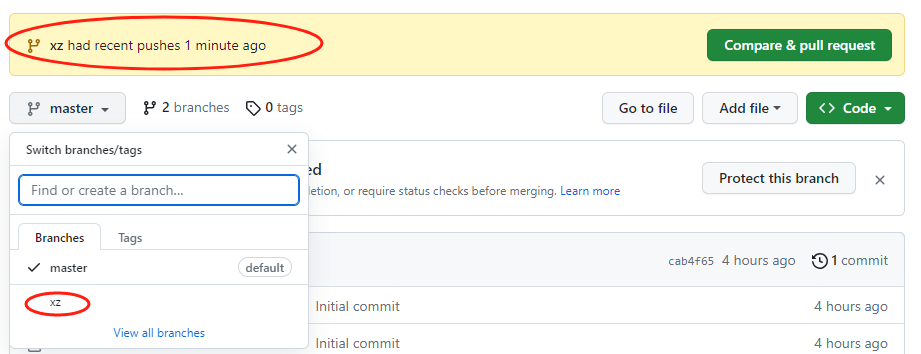 xz had recent pushes 1 minute ago
Compare & pull request
master
2 branches
0 tags
Go to file
Add file
<> Code
Switch branches/tags
Find or create a branch...
Branches
Tags
master
default
xz
View all branches
Protect this branch
etion, or require status checks before merging. Learn more
cab4f65 4 hours ago
1 commit
Initial commit
4 hours ago
Initial commit
4 hours ago